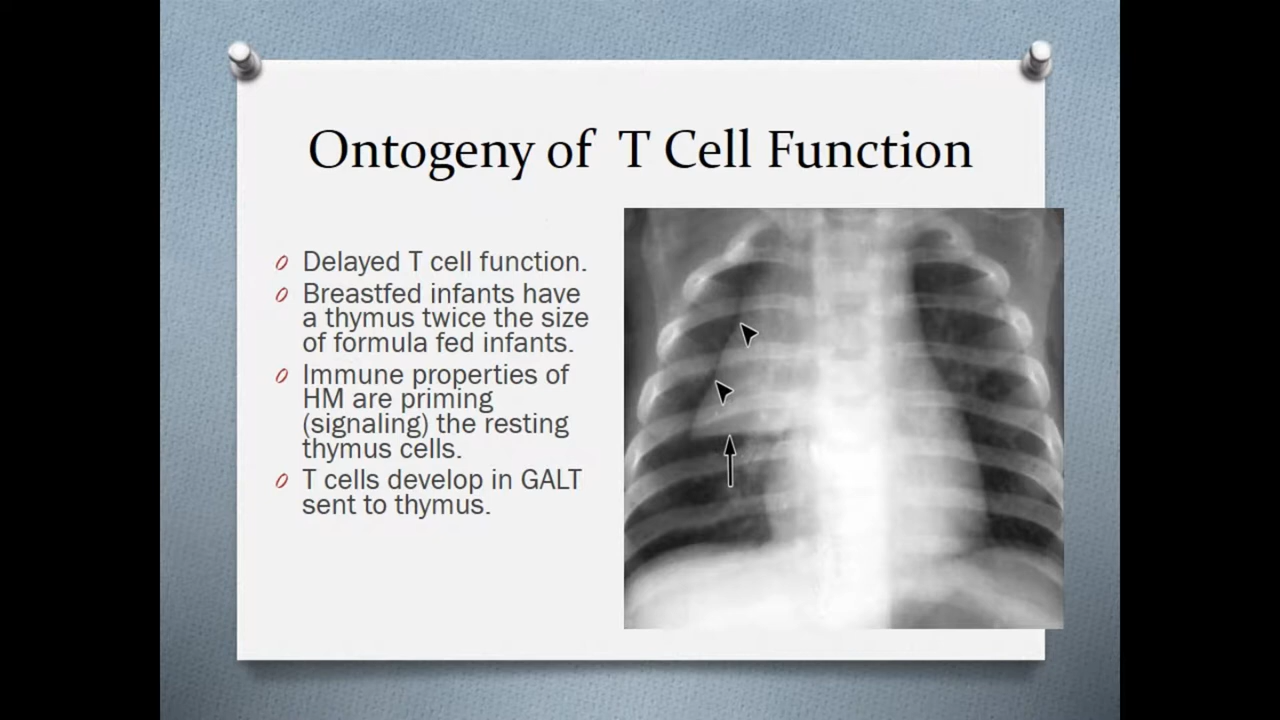 Ontogeny of T Cell Function
Delayed T cell function.
Breastfed infants have
a thymus twice the size
of formula fed infants.
Immune properties of
HM are priming
(signaling) the resting
thymus cells.
T cells develop in GALT
sent to thymus.